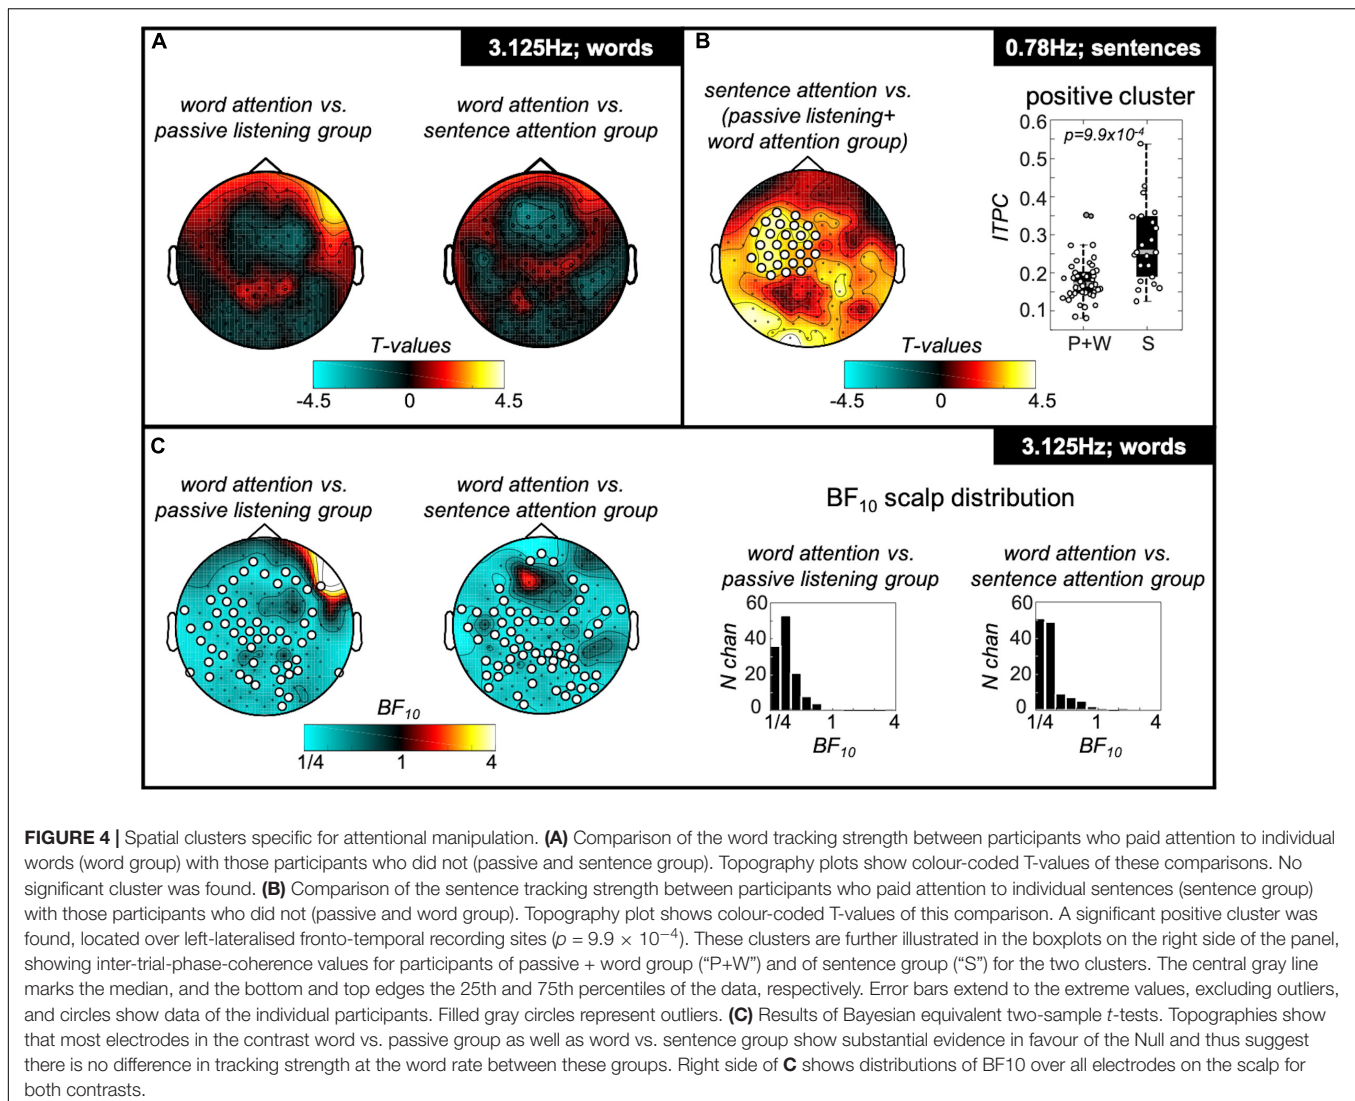 A
3.125Hz; words
word attention vs.
passive listening group
word attention vs.
sentence attention group
T-values
-4.5
0
4.5
B
0.78Hz; sentences
sentence attention vs.
(passive listening+
word attention group)
positive cluster
p=9.9x10-4
ITPC
0.6
0.5
0.4
0.3
0.2
0.1
P+W
S
T-values
-4.5
0
4.5
C
3.125Hz; words
word attention vs.
passive listening group
word attention vs.
sentence attention group
BF10
1/4
1
4
BF10 scalp distribution
word attention vs.
passive listening group
N chan
60
40
20
0
1/4
1
4
BF10
word attention vs.
sentence attention group
N chan
60
40
20
0
1/4
1
4
BF10
FIGURE 4 | Spatial clusters specific for attentional manipulation. (A) Comparison of the word tracking strength between participants who paid attention to individual
words (word group) with those participants who did not (passive and sentence group). Topography plots show colour-coded T-values of these comparisons. No
significant cluster was found. (B) Comparison of the sentence tracking strength between participants who paid attention to individual sentences (sentence group)
with those participants who did not (passive and word group). Topography plot shows colour-coded T-values of this comparison. A significant positive cluster was
found, located over left-lateralised fronto-temporal recording sites (p = 9.9 × 10−4). These clusters are further illustrated in the boxplots on the right side of the panel,
showing inter-trial-phase-coherence values for participants of passive + word group (“P+W”) and of sentence group (“S”) for the two clusters. The central gray line
marks the median, and the bottom and top edges the 25th and 75th percentiles of the data, respectively. Error bars extend to the extreme values, excluding outliers,
and circles show data of the individual participants. Filled gray circles represent outliers. (C) Results of Bayesian equivalent two-sample t-tests. Topographies show
that most electrodes in the contrast word vs. passive group as well as word vs. sentence group show substantial evidence in favour of the Null and thus suggest
there is no difference in tracking strength at the word rate between these groups. Right side of C shows distributions of BF10 over all electrodes on the scalp for
both contrasts.